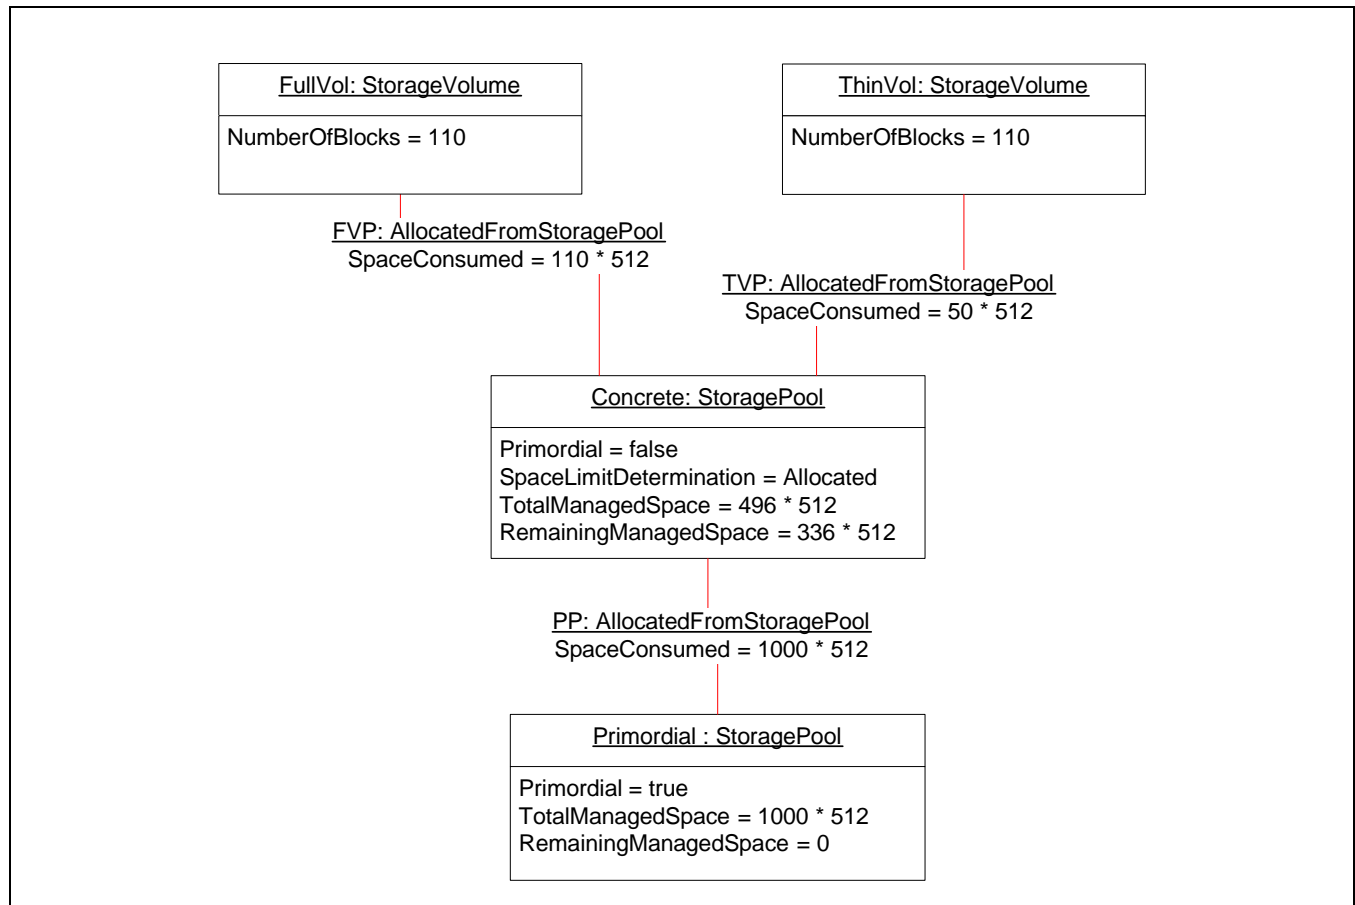 FullVol: StorageVolume
NumberOfBlocks = 110
ThinVol: StorageVolume
NumberOfBlocks = 110
FVP: AllocatedFromStoragePool
SpaceConsumed = 110 * 512
TVP: AllocatedFromStoragePool
SpaceConsumed = 50 * 512
Concrete: StoragePool
Primordial = false
SpaceLimitDetermination = Allocated
TotalManagedSpace = 496 * 512
RemainingManagedSpace = 336 * 512
PP: AllocatedFromStoragePool
SpaceConsumed = 1000 * 512
Primordial : StoragePool
Primordial = true
TotalManagedSpace = 1000 * 512
RemainingManagedSpace = 0